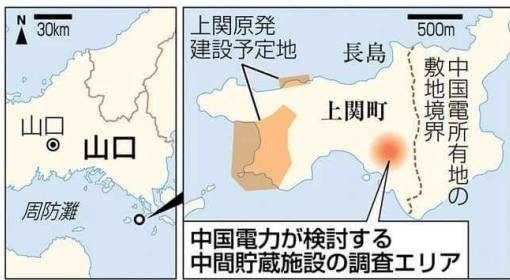 N
30km
山口
山口
周防灘
上関原発
建設予定地
長島
500m
上関町
中国電所有地の
敷地境界
中国電力が検討する
中間貯蔵施設の調査エリア